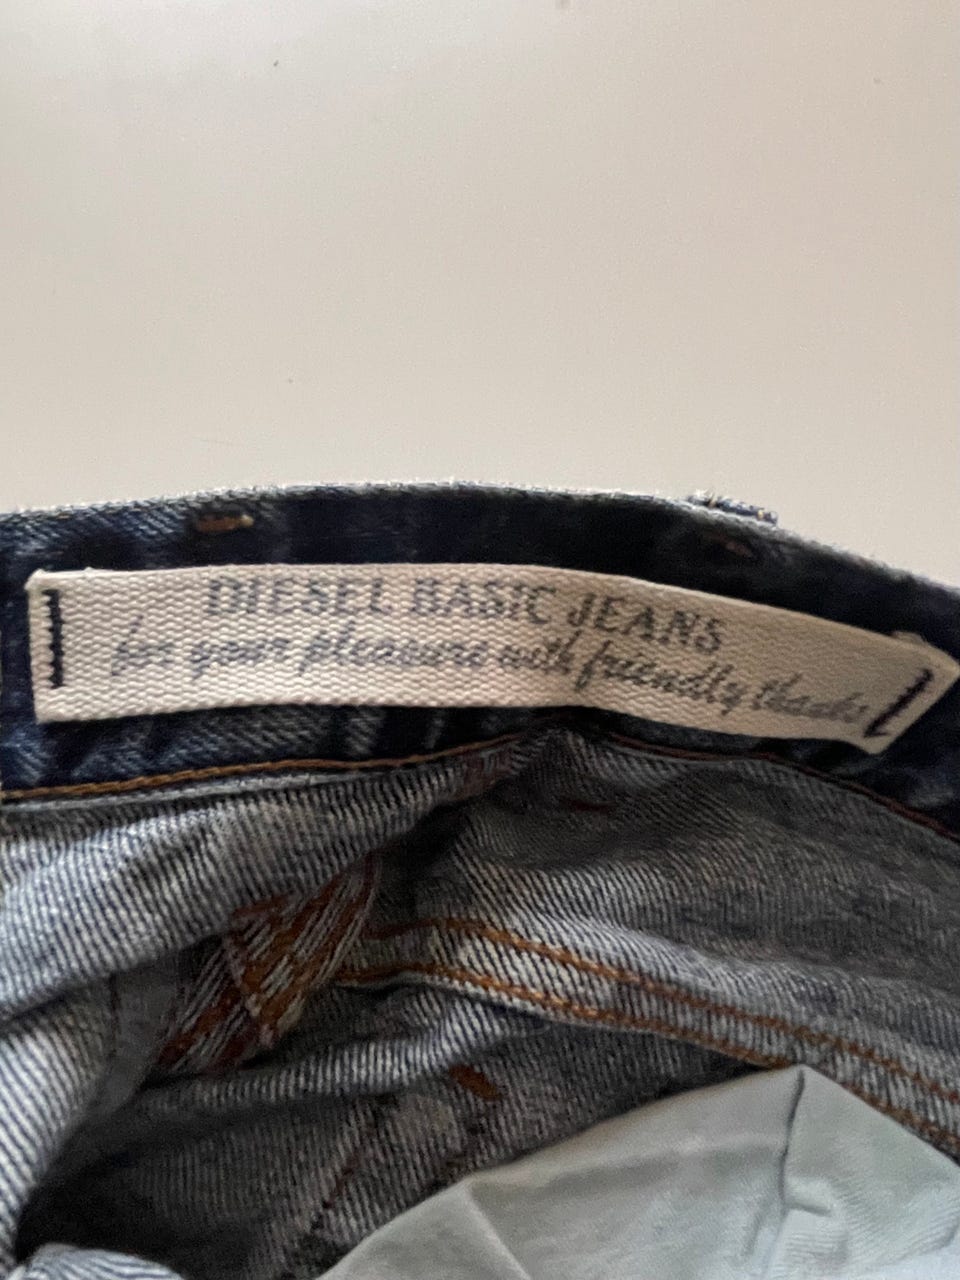 DIESEL BASIC JEANS
for your pleasure with friendly thanks